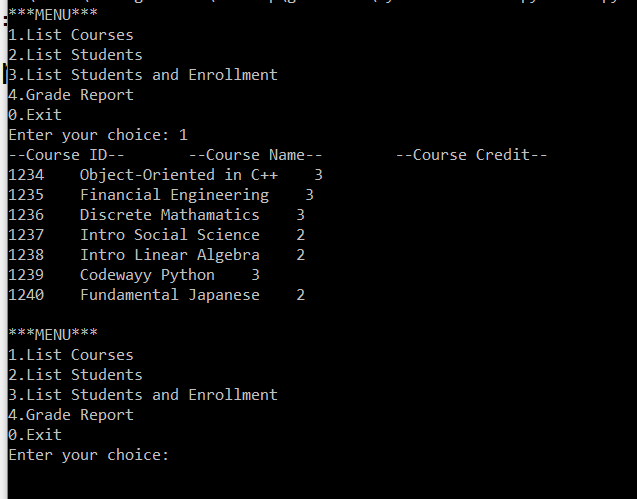 ***MENU***
1.List Courses
2.List Students
3.List Students and Enrollment
4.Grade Report
0.Exit
Enter your choice: 1
--Course ID--       --Course Name--        --Course Credit--
1234    Object-Oriented in C++    3
1235    Financial Engineering    3
1236    Discrete Mathamatics    3
1237    Intro Social Science    2
1238    Intro Linear Algebra    2
1239    Codewayy Python    3
1240    Fundamental Japanese    2
***MENU***
1.List Courses
2.List Students
3.List Students and Enrollment
4.Grade Report
0.Exit
Enter your choice: